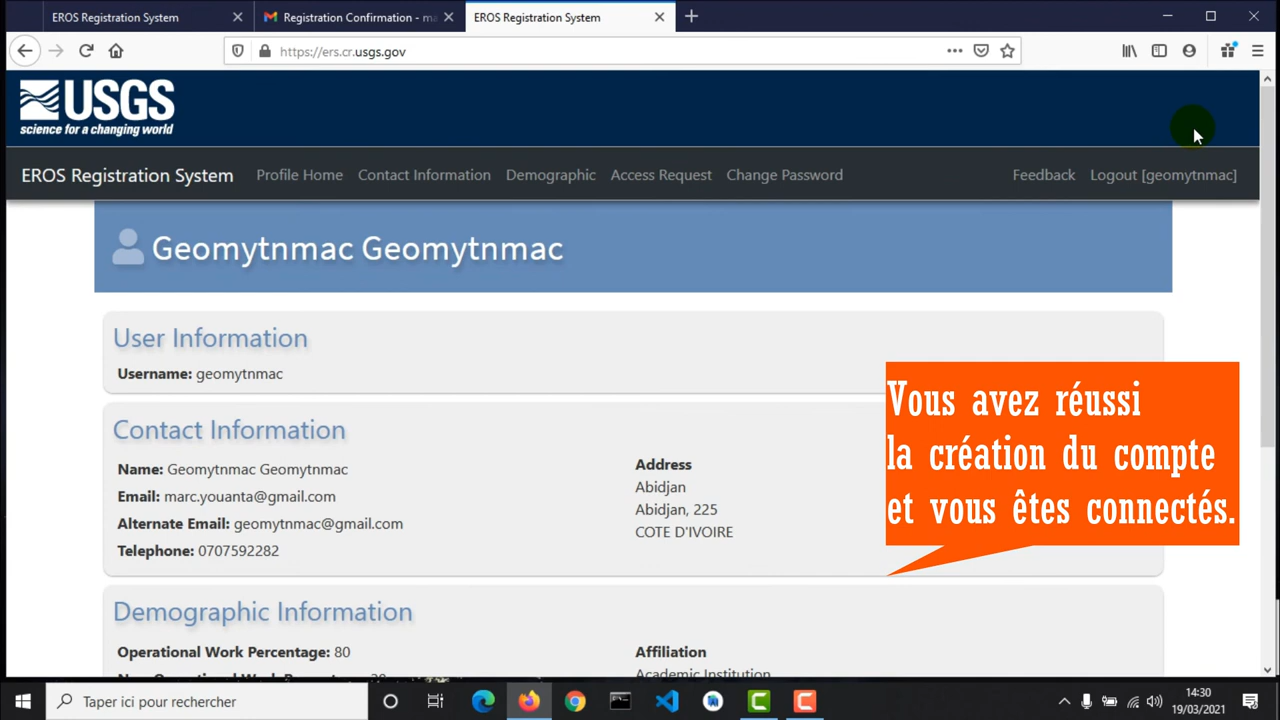 EROS Registration System
Registration Confirmation - ma
EROS Registration System
https://ers.cr.usgs.gov
USGS
science for a changing world
EROS Registration System Profile Home Contact Information Demographic Access Request Change Password Feedback Logout [geomytnmac]
Geomytnmac Geomytnmac
User Information
Username: geomytnmac
Contact Information
Name: Geomytnmac Geomytnmac
Email: marc.youanta@gmail.com
Alternate Email: geomytnmac@gmail.com
Telephone: 0707592282
Address
Abidjan
Abidjan, 225
COTE D'IVOIRE
Vous avez réussi
la création du compte
et vous êtes connectés.
Demographic Information
Operational Work Percentage: 80
Affiliation
Academic Institution
Taper ici pour rechercher
14:30
19/03/2021